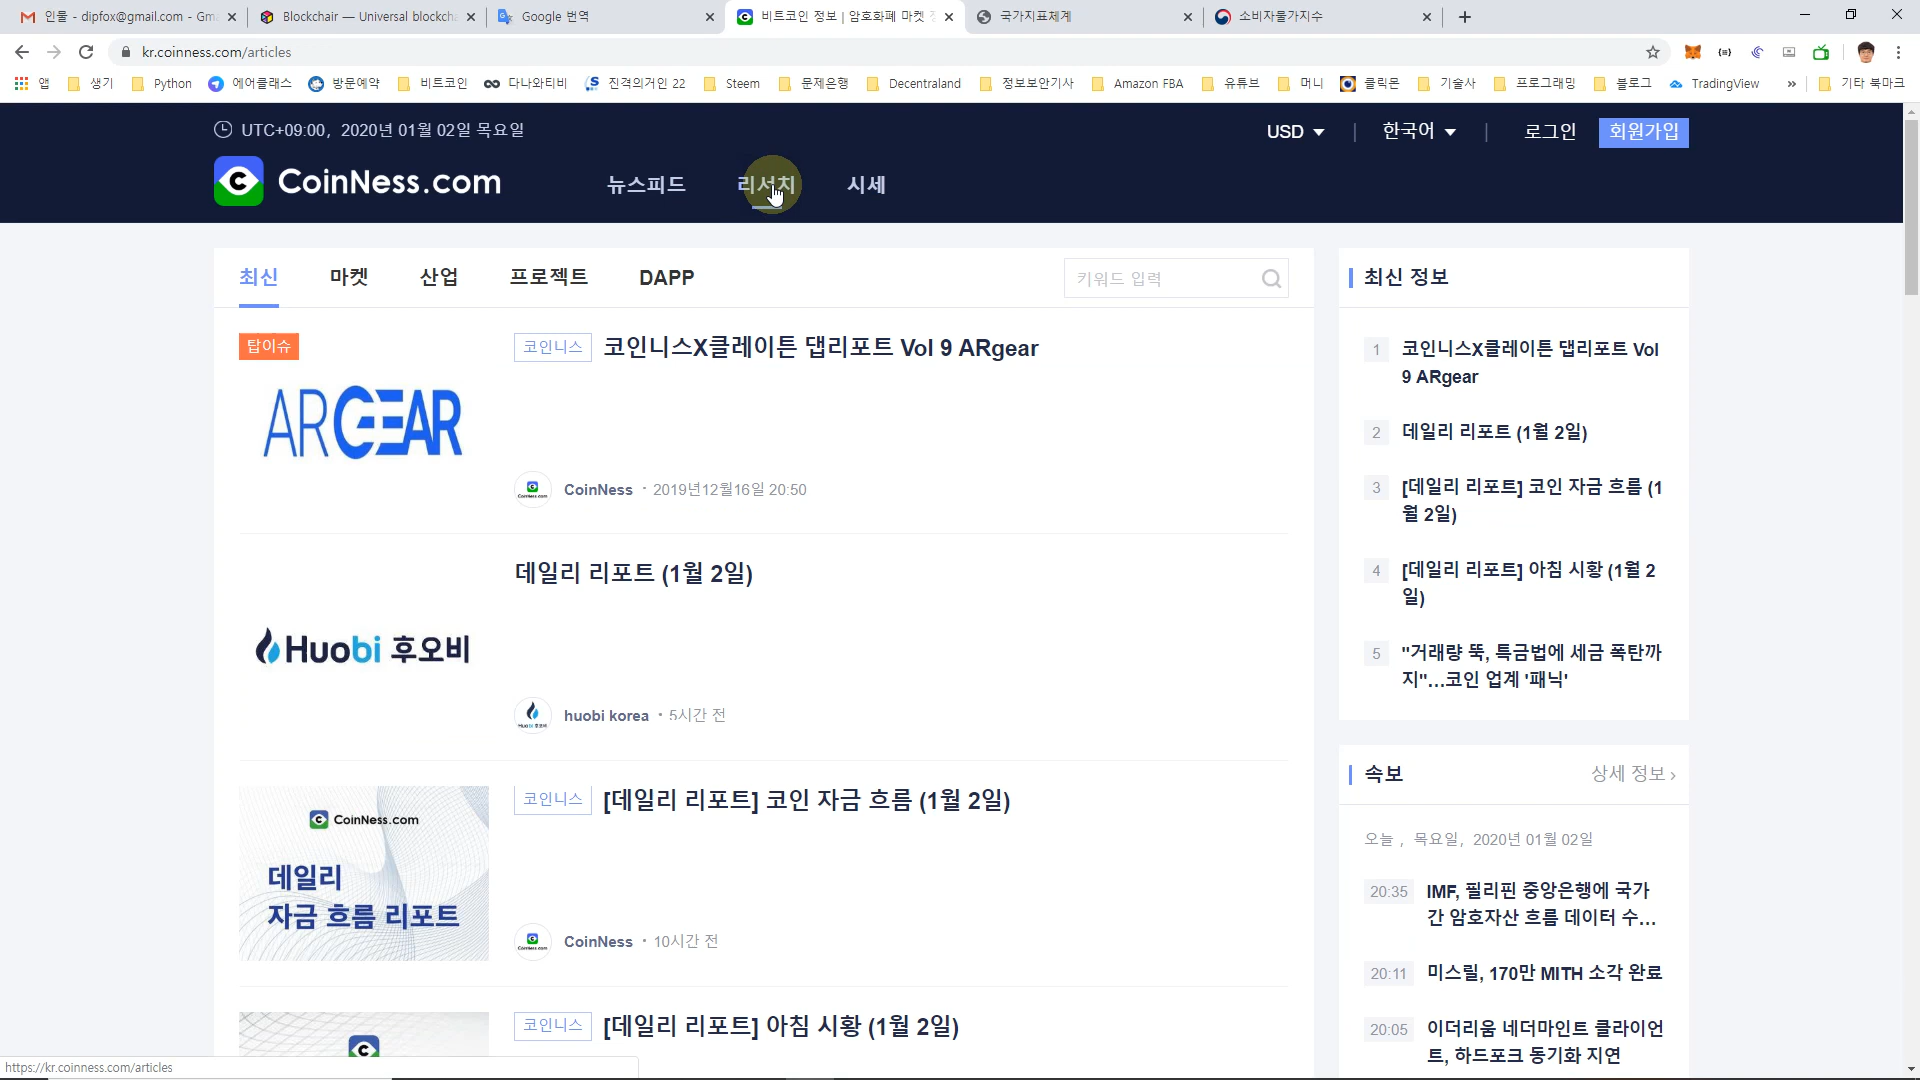 인물 - dipfox@gmail.com - Gm
Blockchair — Universal blockcha
Google 번역
비트코인 정보 | 암호화폐 마켓 정
국가지표체계
소비자물가지수
kr.coinness.com/articles
앱
생기
Python
에어클래스
방문예약
비트코인
다나와티비
진격의거인 22
Steem
문제은행
Decentraland
정보보안기사
Amazon FBA
유튜브
머니
클릭몬
기술사
프로그래밍
블로그
TradingView
»
기타 북마크
UTC+09:00, 2020년 01월 02일 목요일
USD
한국어
로그인
회원가입
CoinNess.com
뉴스피드
리서치
시세
최신
마켓
산업
프로젝트
DAPP
키워드 입력
탑이슈
ARGEAR
코인니스 코인니스X클레이튼 댑리포트 Vol 9 ARgear
CoinNess · 2019년12월16일 20:50
데일리 리포트 (1월 2일)
Huobi 후오비
huobi korea · 5시간 전
CoinNess.com
데일리
자금 흐름 리포트
코인니스 [데일리 리포트] 코인 자금 흐름 (1월 2일)
CoinNess · 10시간 전
코인니스 [데일리 리포트] 아침 시황 (1월 2일)
최신 정보
1 코인니스X클레이튼 댑리포트 Vol
9 ARgear
2 데일리 리포트 (1월 2일)
3 [데일리 리포트] 코인 자금 흐름 (1
월 2일)
4 [데일리 리포트] 아침 시황 (1월 2
일)
5 "거래량 뚝, 특금법에 세금 폭탄까
지"...코인 업계 '패닉'
속보
상세 정보 ›
오늘 , 목요일, 2020년 01월 02일
20:35 IMF, 필리핀 중앙은행에 국가
간 암호자산 흐름 데이터 수...
20:11 미스릴, 170만 MITH 소각 완료
20:05 이더리움 네더마인트 클라이언
트, 하드포크 동기화 지연
https://kr.coinness.com/articles